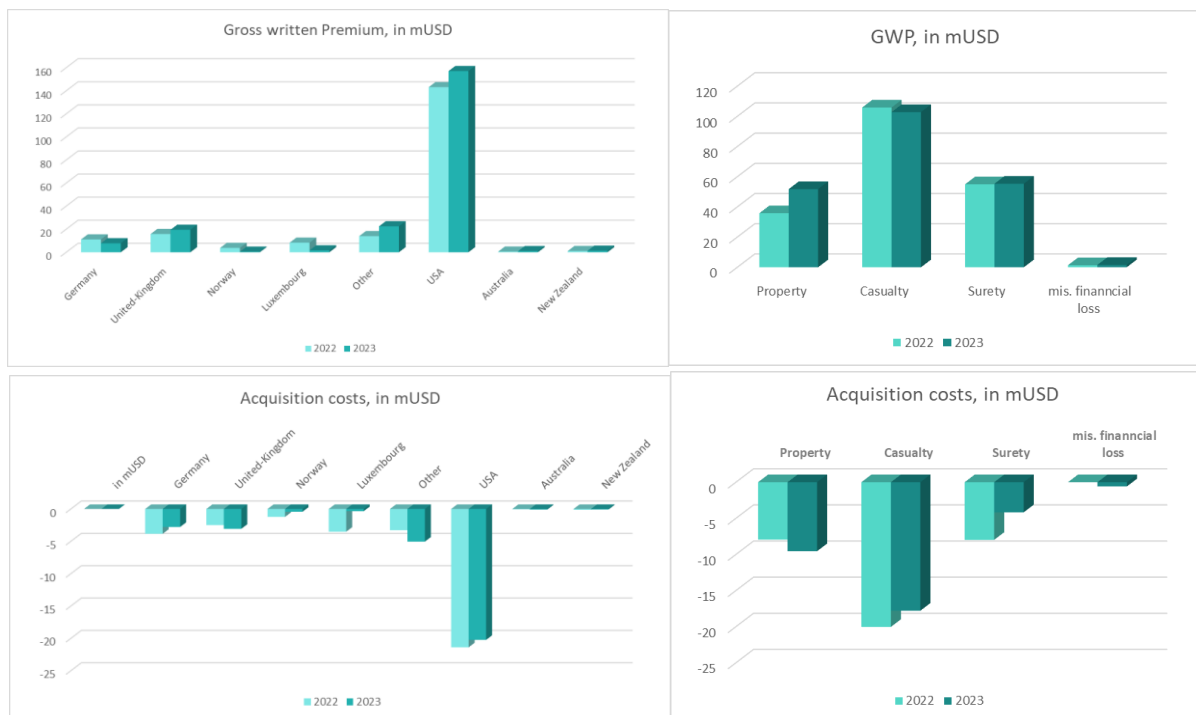 Gross written Premium, in mUSD
160
140
120
100
80
60
40
20
0
Germany
United-Kingdom
Norway
Luxembourg
Other
USA
Australia
New Zealand
2022 2023
GWP, in mUSD
120
100
80
60
40
20
0
Property Casualty Surety mis. finanncial
loss
2022 2023
Acquisition costs, in mUSD
in mUSD
Germany
United-Kingdom
Norway
Luxembourg
Other
USA
Australia
New Zealand
0
-5
-10
-15
-20
-25
2022 2023
Acquisition costs, in mUSD
Property Casualty Surety mis. finanncial
loss
0
-5
-10
-15
-20
-25
2022 2023